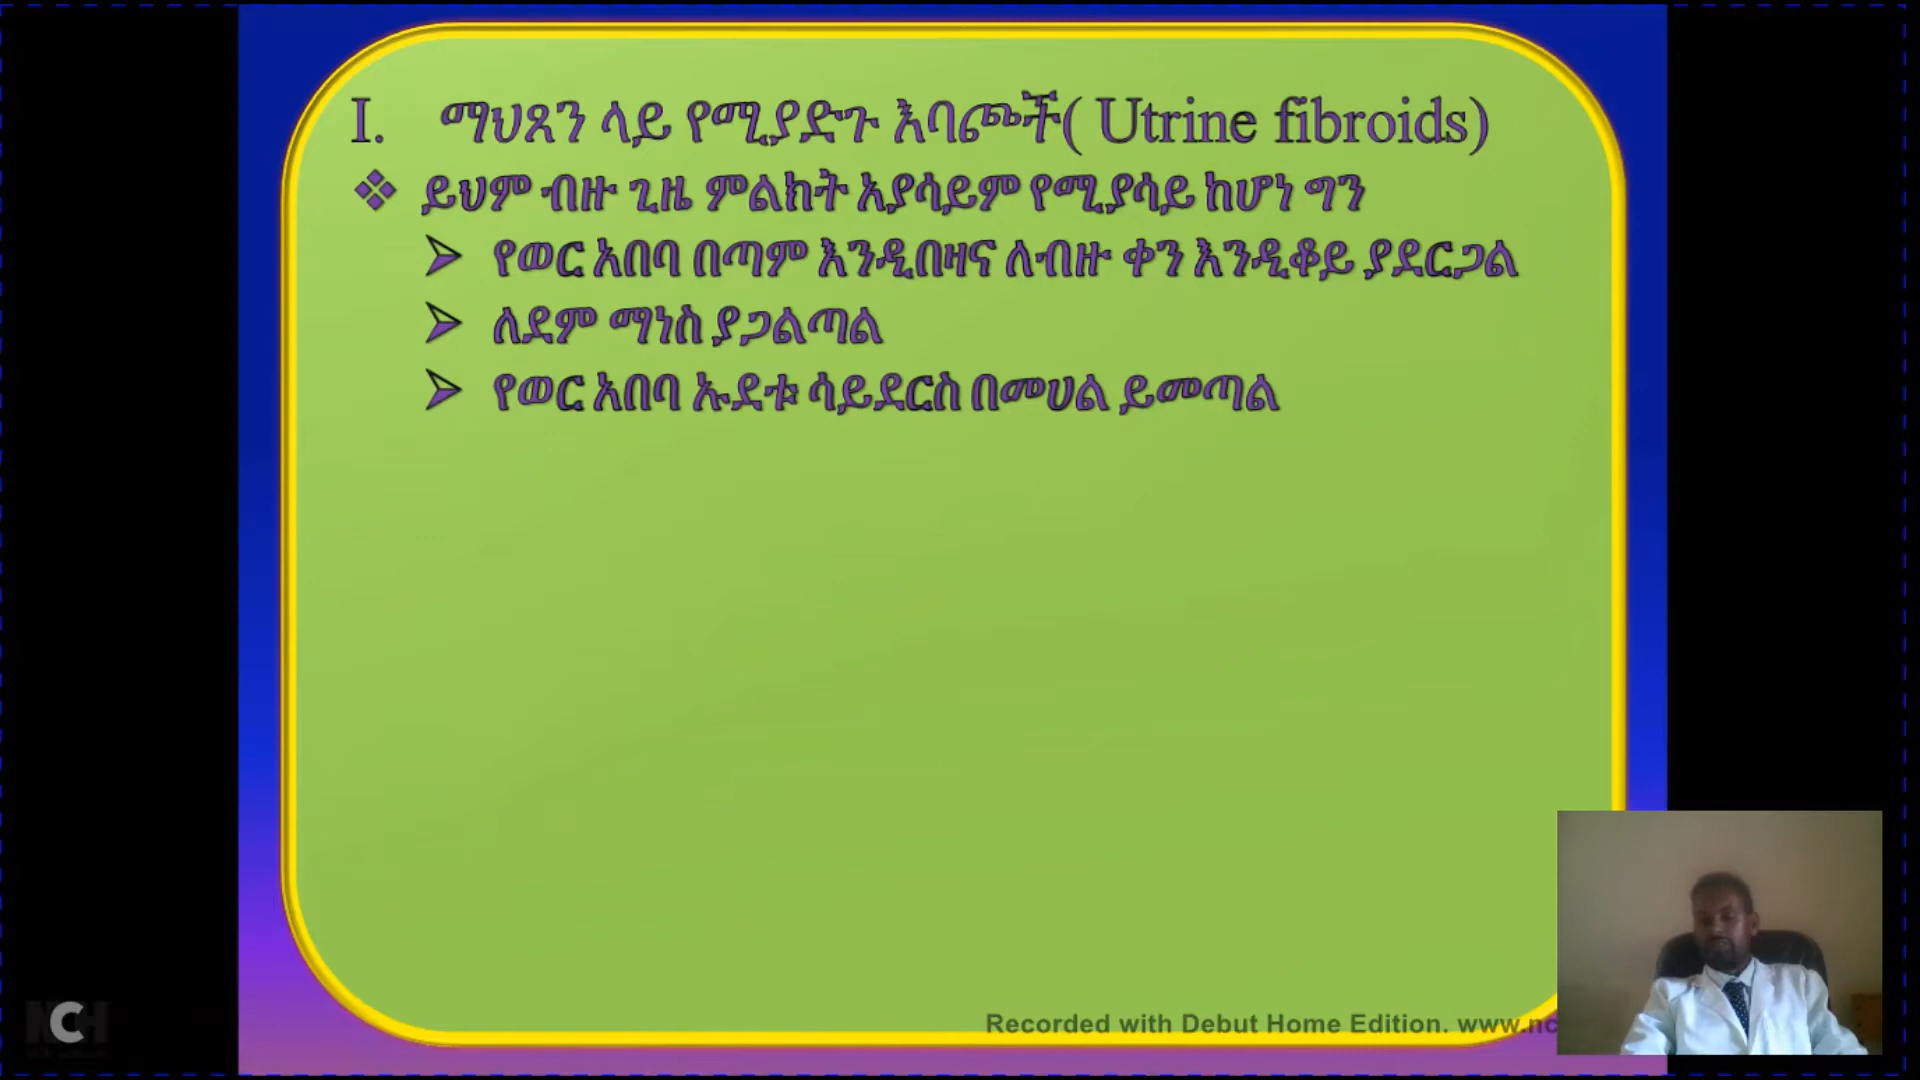 I. ማህጸን ላይ የሚያድጉ እባጮች( Utrine fibroids)
❖ ይህም ብዙ ጊዜ ምልክት አያሳይም የሚያሳይ ከሆነ ግን
➢ የወር አበባ በጣም እንዲበዛና ለብዙ ቀን እንዲቆይ ያደርጋል
➢ ለደም ማነስ ያጋልጣል
➢ የወር አበባ ኡደቱ ሳይደርስ በመሀል ይመጣል
Recorded with Debut Home Edition. www.nc
NCH